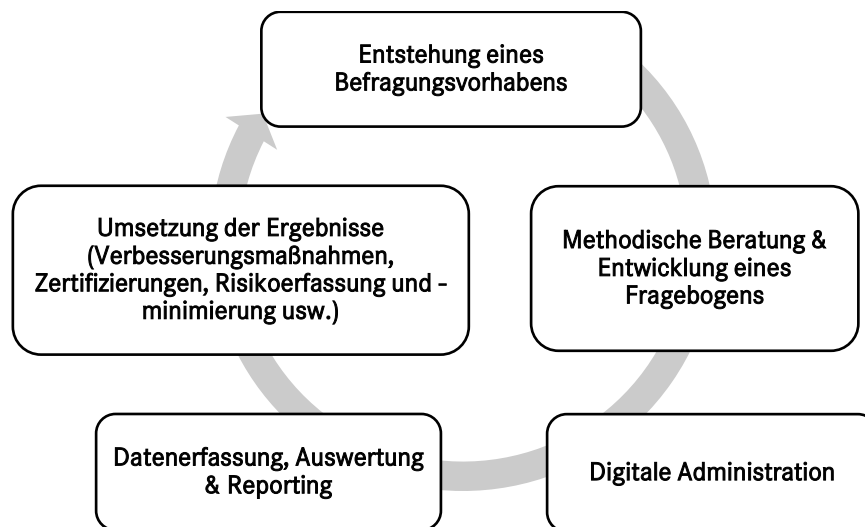 Entstehung eines
Befragungsvorhabens
Methodische Beratung &
Entwicklung eines
Fragebogens
Digitale Administration
Datenerfassung, Auswertung
& Reporting
Umsetzung der Ergebnisse
(Verbesserungsmaßnahmen,
Zertifizierungen, Risikoerfassung und -
minimierung usw.)